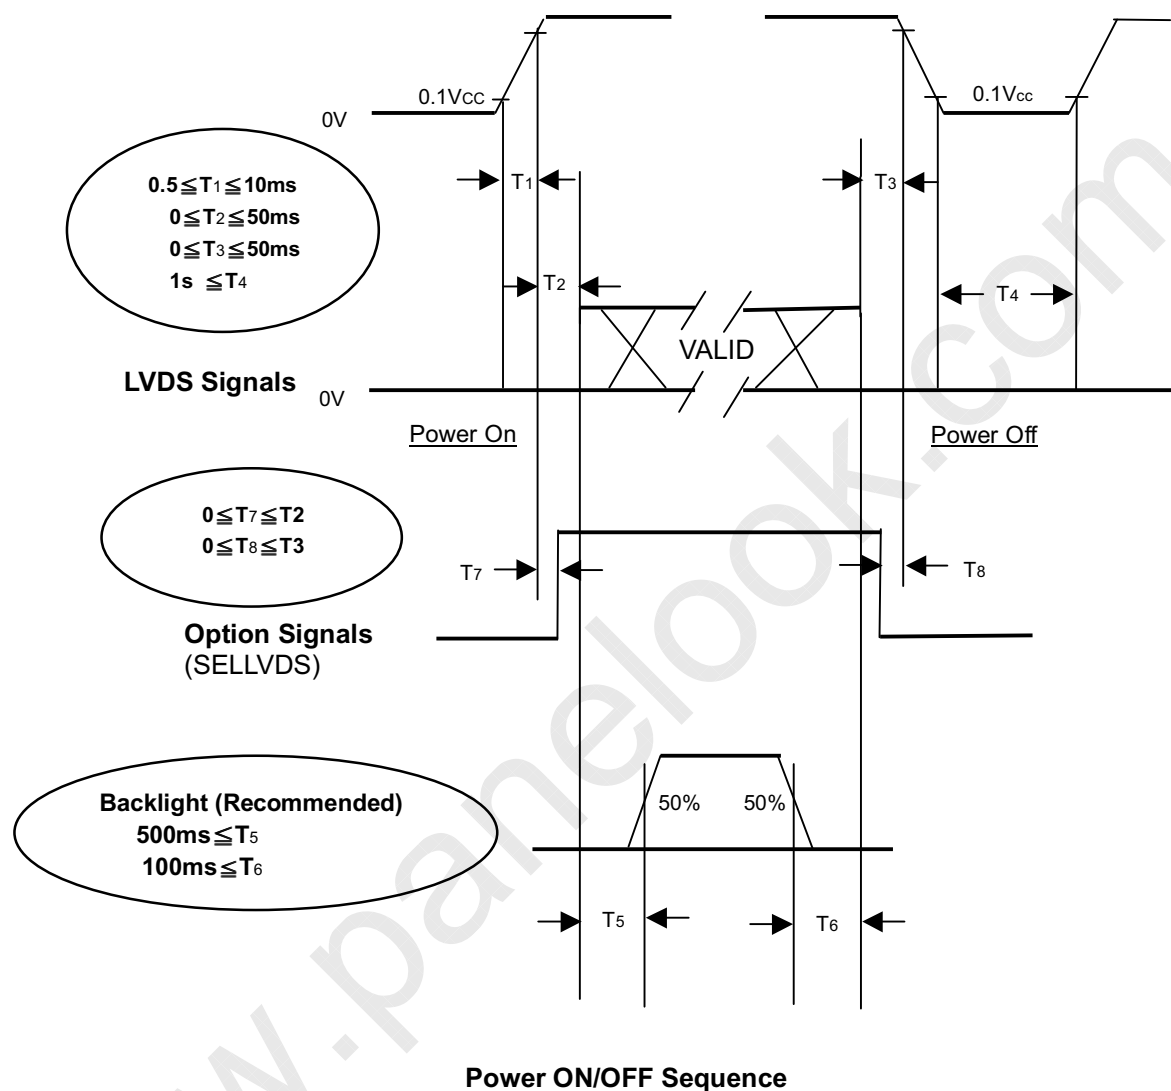 0.1Vcc
0.1Vcc
0V
0.5≦T1≦10ms
0≦T2≦50ms
0≦T3≦50ms
1s ≦T4
T1
T3
T2
T4
VALID
LVDS Signals
0V
Power On
Power Off
0≦T7≦T2
0≦T8≦T3
T7
T8
Option Signals
(SELLVDS)
Backlight (Recommended)
500ms≦T5
100ms≦T6
50%
50%
T5
T6
Power ON/OFF Sequence
w.panelook.com